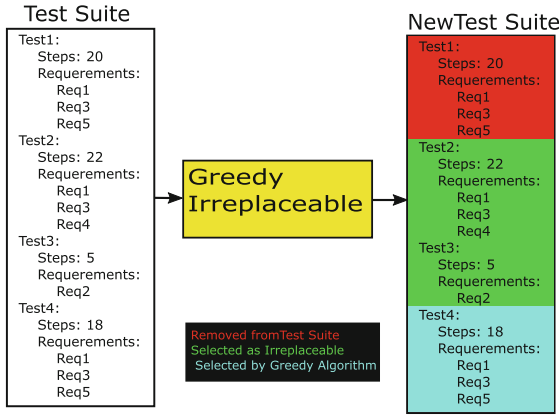 Test Suite
Test1:
Steps: 20
Requerements:
Req1
Req3
Req5
Test2:
Steps: 22
Requerements:
Req1
Req3
Req4
Test3:
Steps: 5
Requerements:
Req2
Test4:
Steps: 18
Requerements:
Req1
Req3
Req5
Greedy
Irreplaceable
Removed fromTest Suite
Selected as Irreplaceable
Selected by Greedy Algorithm
NewTest Suite
Test1:
Steps: 20
Requerements:
Req1
Req3
Req5
Test2:
Steps: 22
Requerements:
Req1
Req3
Req4
Test3:
Steps: 5
Requerements:
Req2
Test4:
Steps: 18
Requerements:
Req1
Req3
Req5